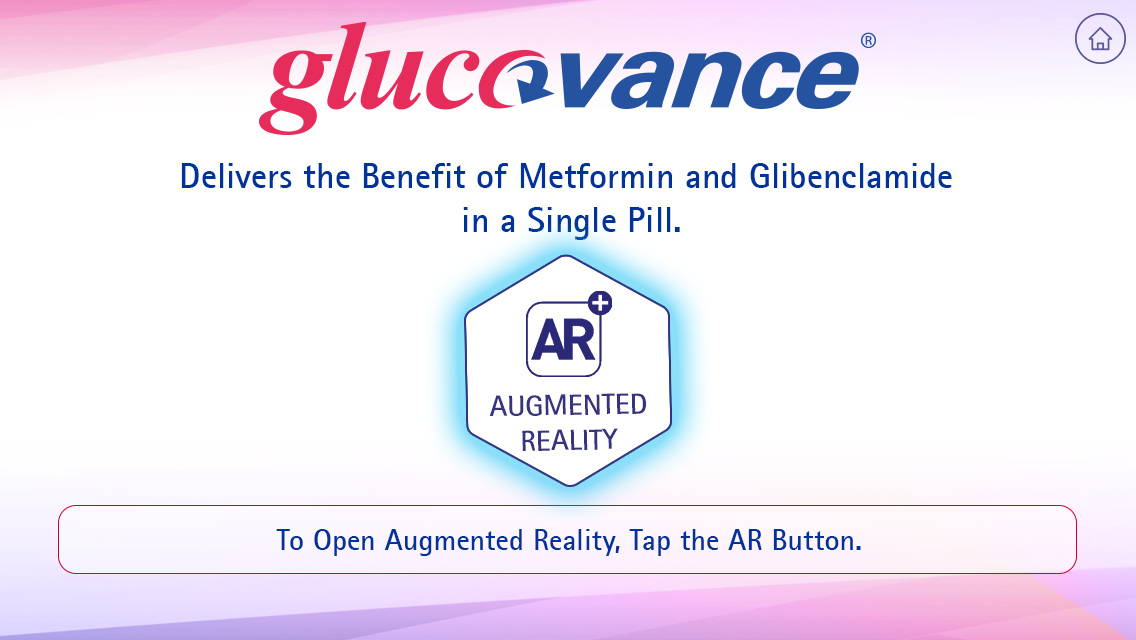 glucovance®
Delivers the Benefit of Metformin and Glibenclamide
in a Single Pill.
AR+
AUGMENTED
REALITY
To Open Augmented Reality, Tap the AR Button.